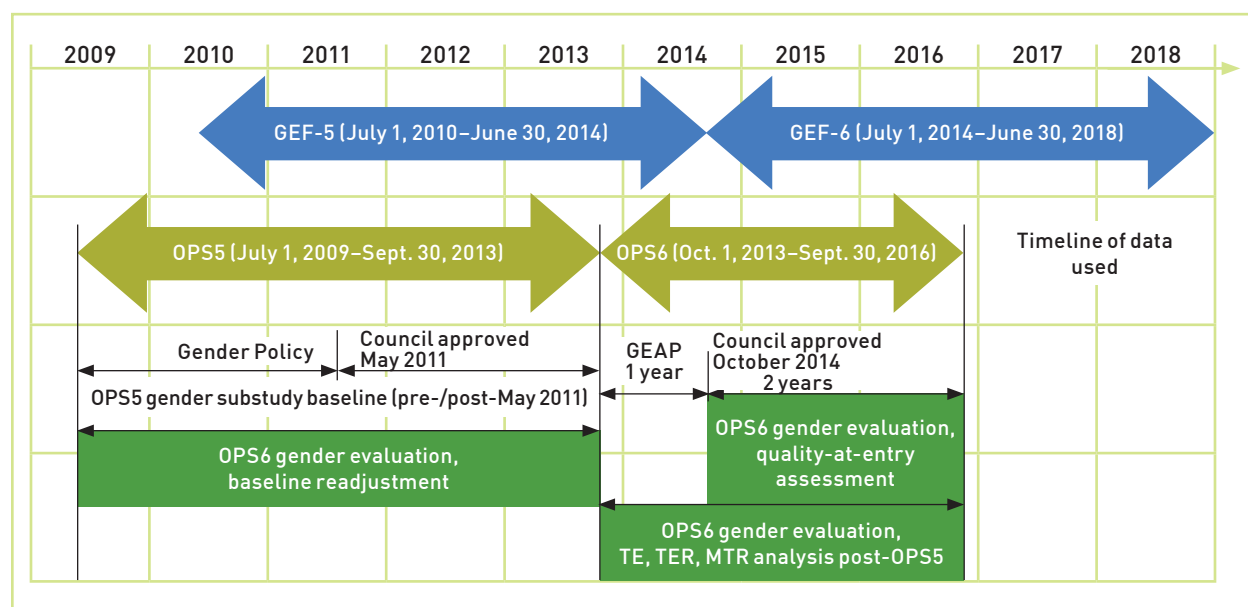 2009 2010 2011 2012 2013 2014 2015 2016 2017 2018
GEF-5 (July 1, 2010–June 30, 2014)
GEF-6 (July 1, 2014–June 30, 2018)
OPS5 (July 1, 2009–Sept. 30, 2013)
OPS6 (Oct. 1, 2013–Sept. 30, 2016)
Timeline of data
used
Gender Policy
Council approved
May 2011
GEAP
1 year
Council approved
October 2014
2 years
OPS5 gender substudy baseline (pre-/post-May 2011)
OPS6 gender evaluation,
baseline readjustment
OPS6 gender evaluation,
quality-at-entry
assessment
OPS6 gender evaluation,
TE, TER, MTR analysis post-OPS5